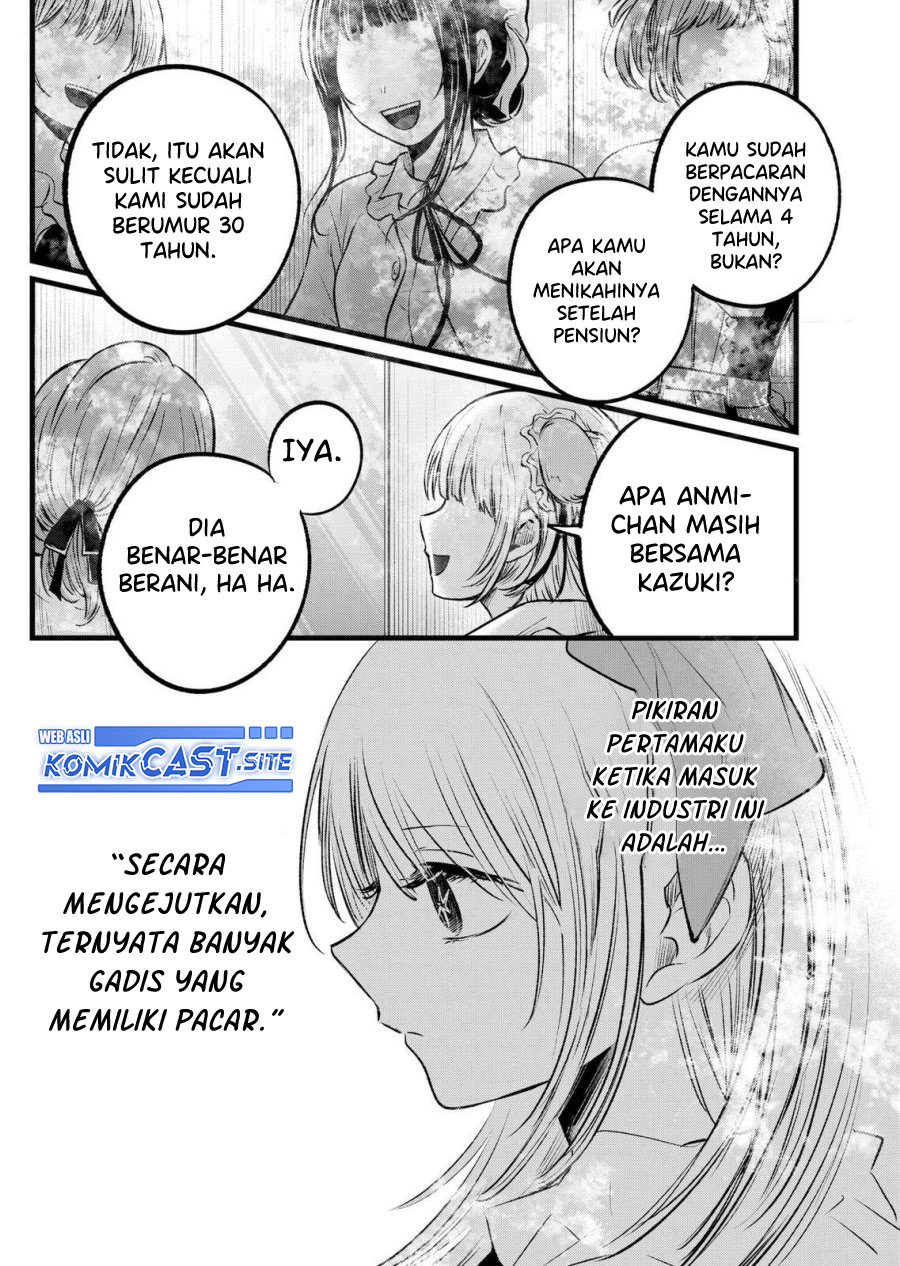 KAMU SUDAH
BERPACARAN
DENGANNYA
SELAMA 4
TAHUN,
BUKAN?
APA KAMU
AKAN
MENIKAHINYA
SETELAH
PENSIUN?
TIDAK, ITU AKAN
SULIT KECUALI
KAMI SUDAH
BERUMUR 30
TAHUN.
APA ANMI-
CHAN MASIH
BERSAMA
KAZUKI?
IYA.
DIA
BENAR-BENAR
BERANI, HA HA.
PIKIRAN
PERTAMAKU
KETIKA MASUK
KE INDUSTRI INI
ADALAH...
WEB ASLI
KOMIKCAST.SITE
"SECARA
MENGEJUTKAN,
TERNYATA BANYAK
GADIS YANG
MEMILIKI PACAR."